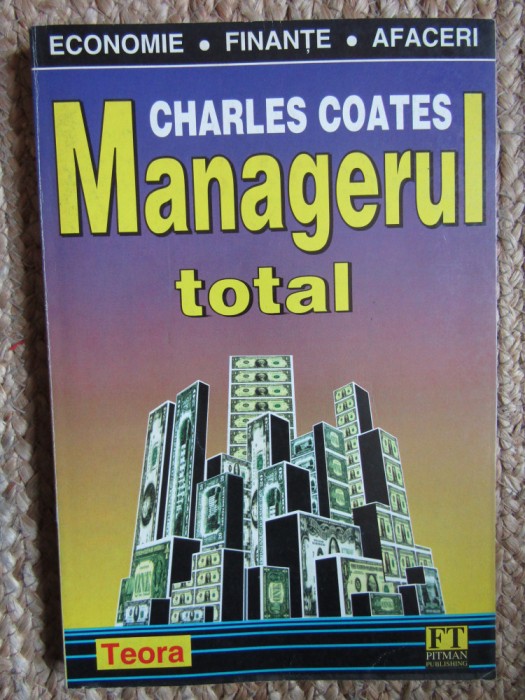 ECONOMIE • FINANȚE • AFACERI
CHARLES COATES
Managerul
total
Teora
FT
PITMAN
PUBLISHING